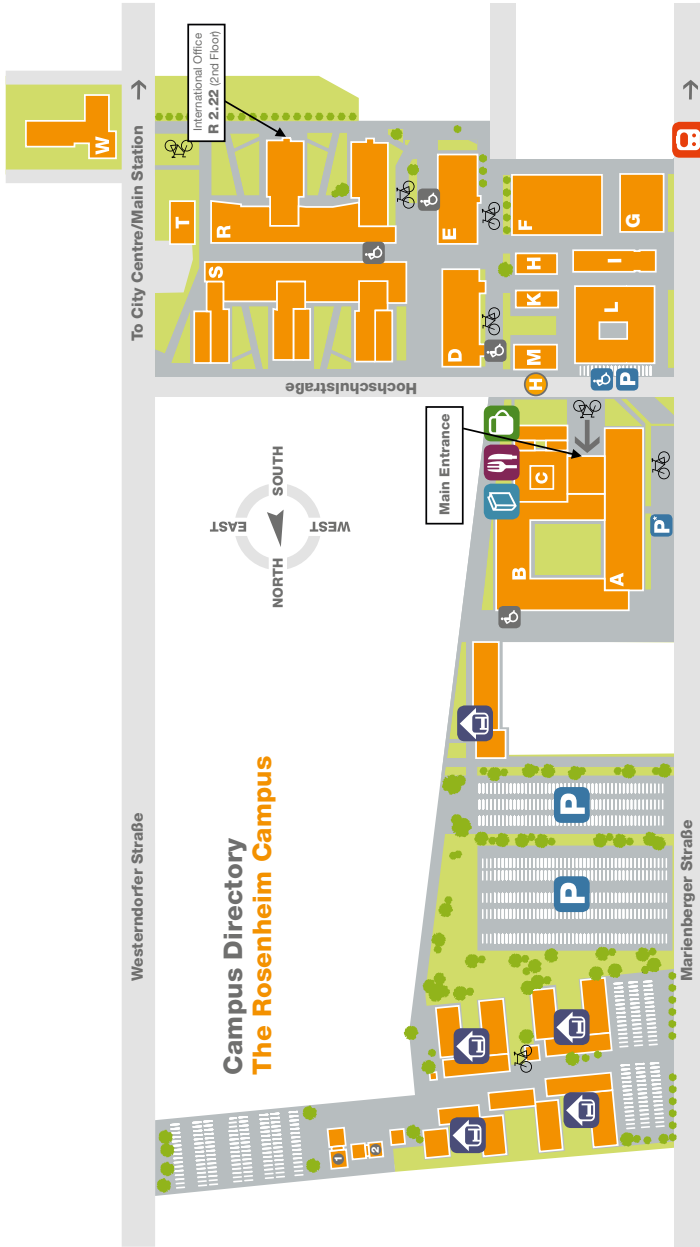 Campus Directory
The Rosenheim Campus
Westerndorfer Straße
To City Centre/Main Station
Marienberger Straße
Hochschulstraße
International Office
R 2.22 (2nd Floor)
Main Entrance
NORTH
EAST
SOUTH
WEST
W
T
R
S
E
D
F
G
H
I
K
L
M
H
P
C
B
A
P*
P
P
1
2